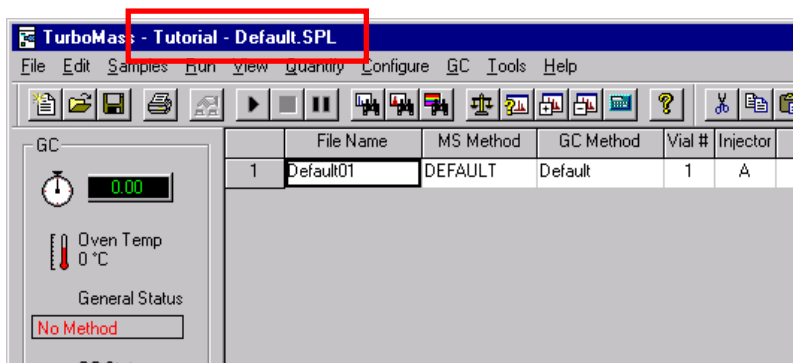 TurboMass - Tutorial - Default.SPL
File Edit Samples Run View Quantify Configure GC Tools Help
GC
0.00
Oven Temp
0 °C
General Status
No Method
File Name MS Method GC Method Vial # Injector
1 Default01 DEFAULT Default 1 A